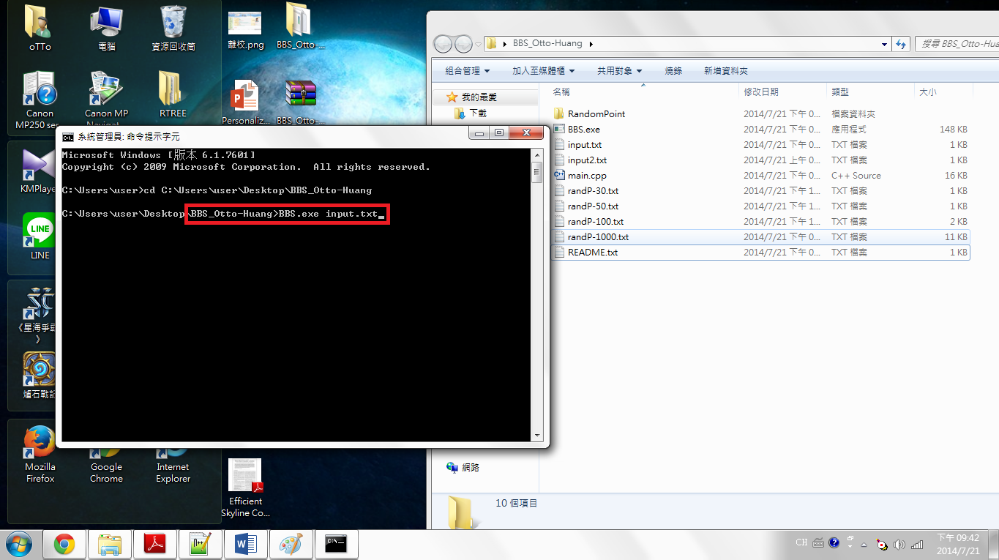 oTTo
電腦
資源回收筒
離校.png
BBS_Otto-...
Canon
MP250 ser
Canon MP
Navigat
RTREE
Personaliz...
BBS_Otto-...
KMPlaye
LINE
LINE
《星海爭
》
爐石戰記
Mozilla
Firefox
Google
Chrome
Internet
Explorer
Efficient
Skyline Co...
系統管理員: 命令提示字元
Microsoft Windows [版本 6.1.7601]
Copyright (c) 2009 Microsoft Corporation.  All rights reserved.
C:\Users\user>cd C:\Users\user\Desktop\BBS_Otto-Huang
C:\Users\user\Desktop\BBS_Otto-Huang>BBS.exe input.txt
BBS_Otto-Huang
搜尋 BBS_Otto-Hua
組合管理 加入至媒體櫃 共用對象 燒錄 新增資料夾
我的最愛
下載
網路
名稱 修改日期 類型 大小
RandomPoint 2014/7/21 下午 0... 檔案資料夾
BBS.exe 2014/7/21 下午 0... 應用程式 148 KB
input.txt 2014/7/21 下午 0... TXT 檔案 1 KB
input2.txt 2014/7/21 上午 0... TXT 檔案 1 KB
main.cpp 2014/7/21 下午 0... C++ Source 16 KB
randP-30.txt 2014/7/21 下午 1... TXT 檔案 1 KB
randP-50.txt 2014/7/21 下午 1... TXT 檔案 1 KB
randP-100.txt 2014/7/21 下午 1... TXT 檔案 2 KB
randP-1000.txt 2014/7/21 下午 0... TXT 檔案 11 KB
README.txt 2014/7/21 下午 0... TXT 檔案 1 KB
10 個項目
CH
下午 09:42
2014/7/21